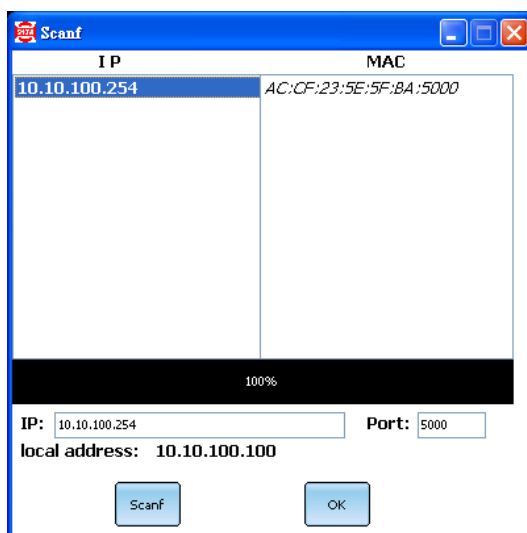 Scanf
IP MAC
10.10.100.254 AC:CF:23:5E:5F:BA:5000
100%
IP: 10.10.100.254 Port: 5000
local address: 10.10.100.100
Scanf OK